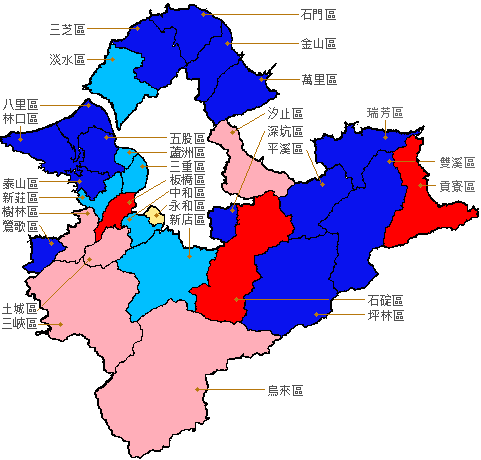 石門區
三芝區
金山區
淡水區
萬里區
八里區
林口區
汐止區
瑞芳區
深坑區
五股區
平溪區
蘆洲區
三重區
雙溪區
板橋區
泰山區
貢寮區
中和區
新莊區
永和區
樹林區
新店區
鶯歌區
石碇區
土城區
坪林區
三峽區
烏來區